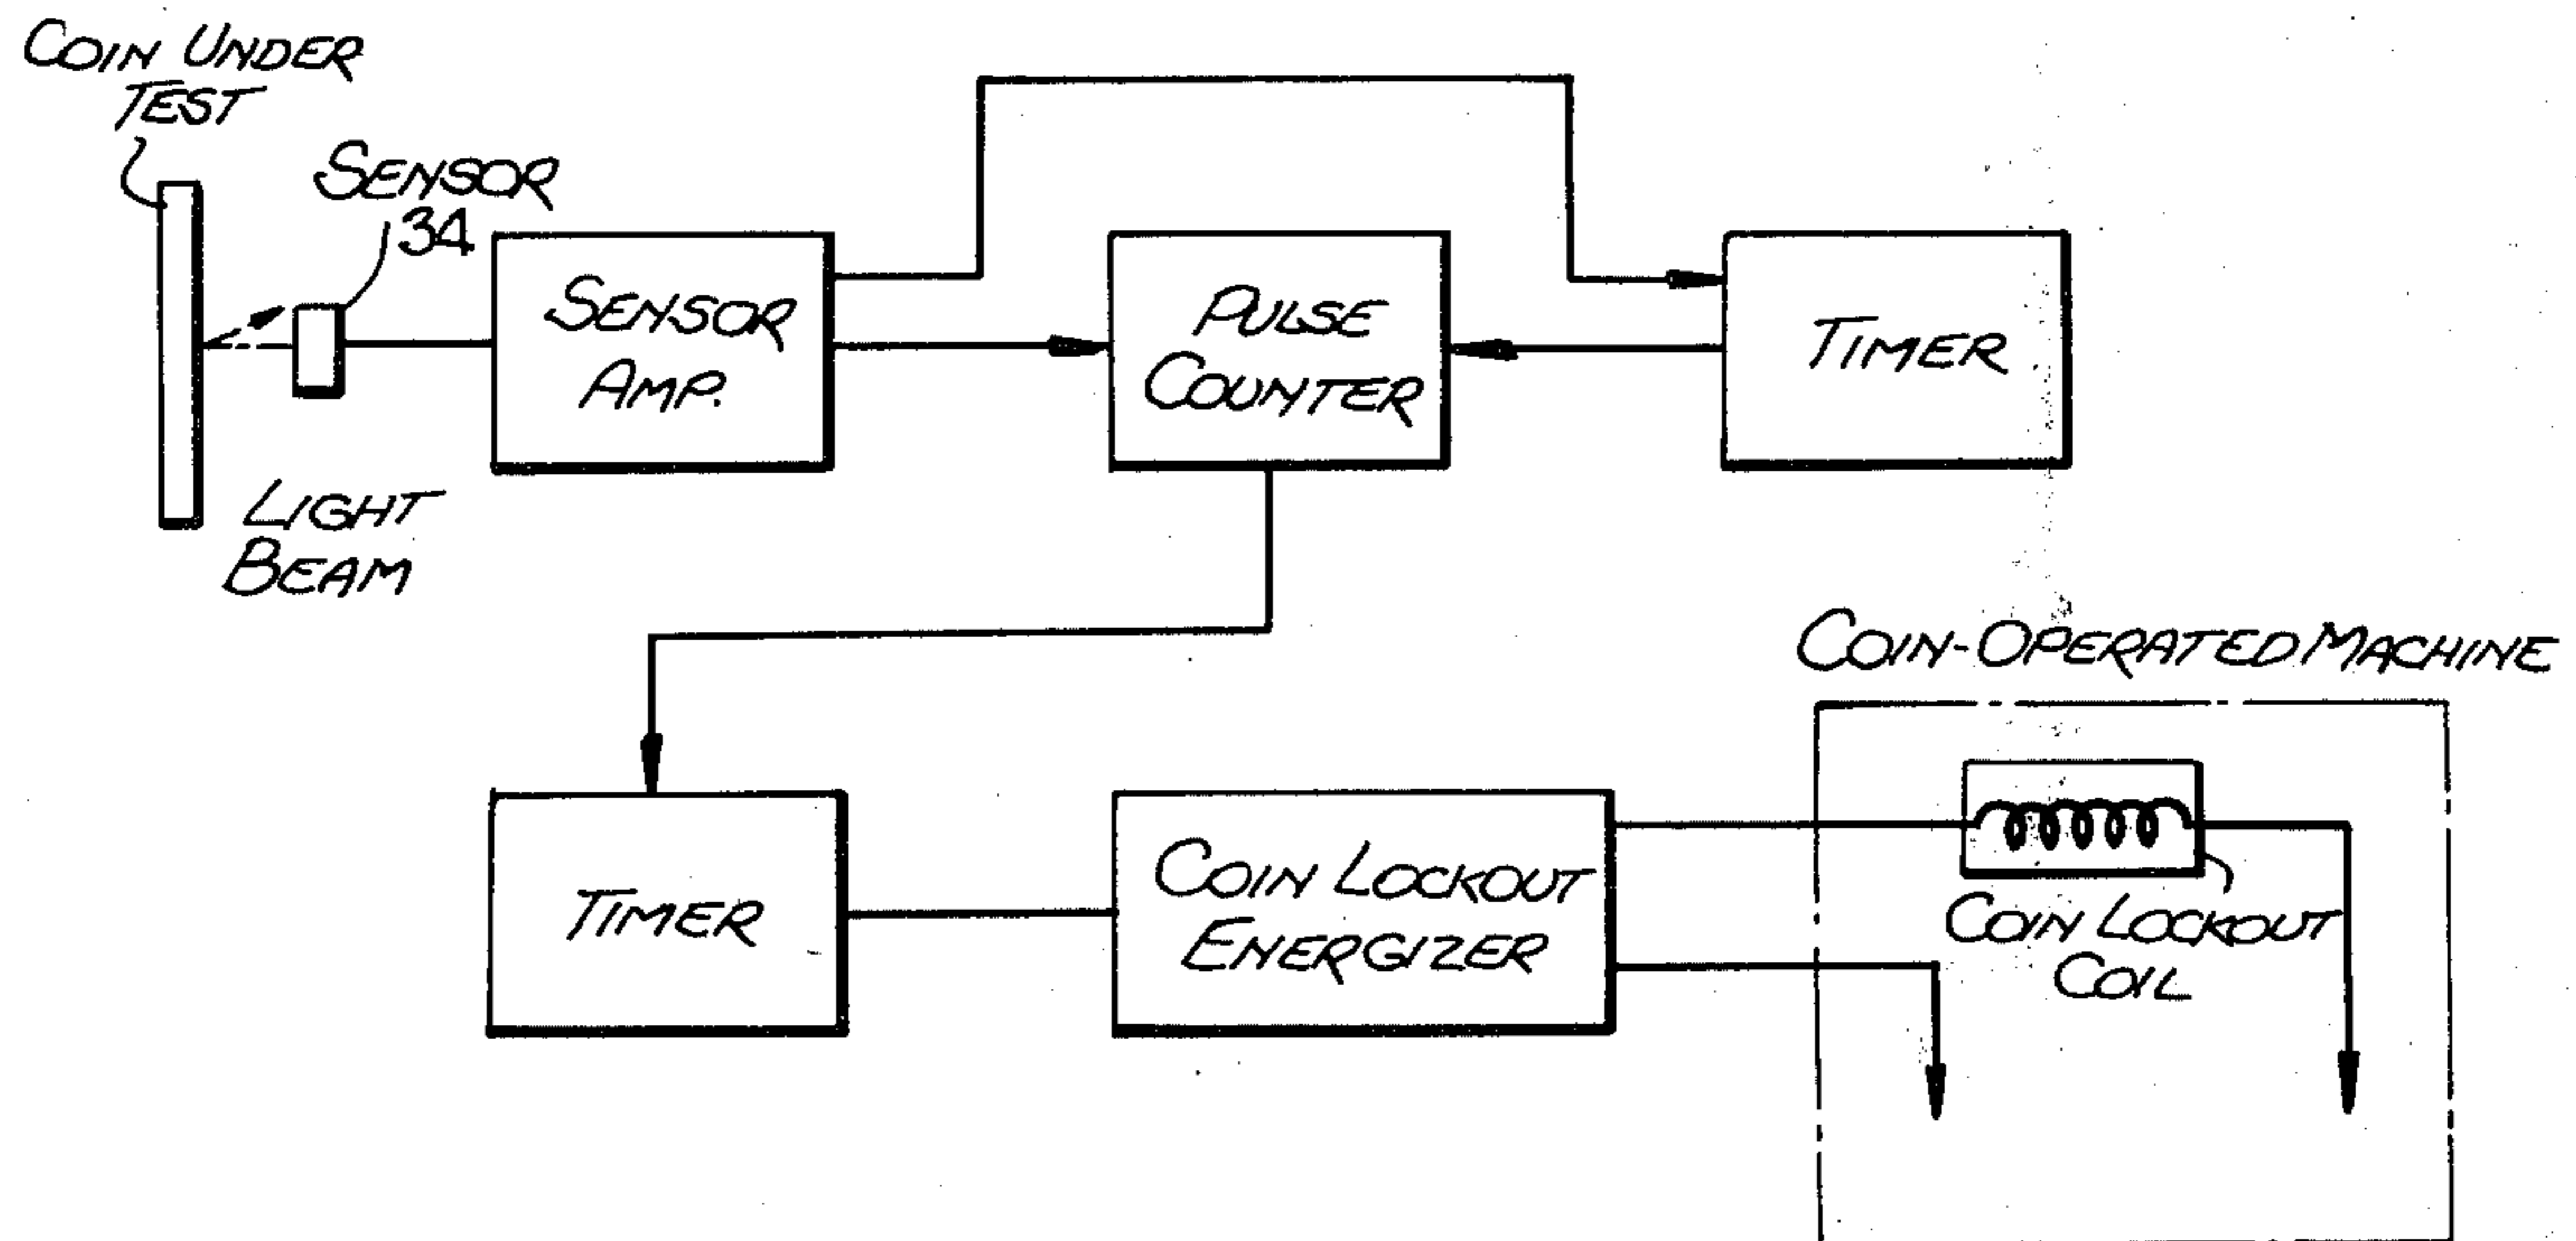 COIN UNDER
TEST
SENSOR
34
SENSOR
AMP.
PULSE
COUNTER
TIMER
LIGHT
BEAM
COIN-OPERATED MACHINE
TIMER
COIN LOCKOUT
ENERGIZER
COIN LOCKOUT
COIL